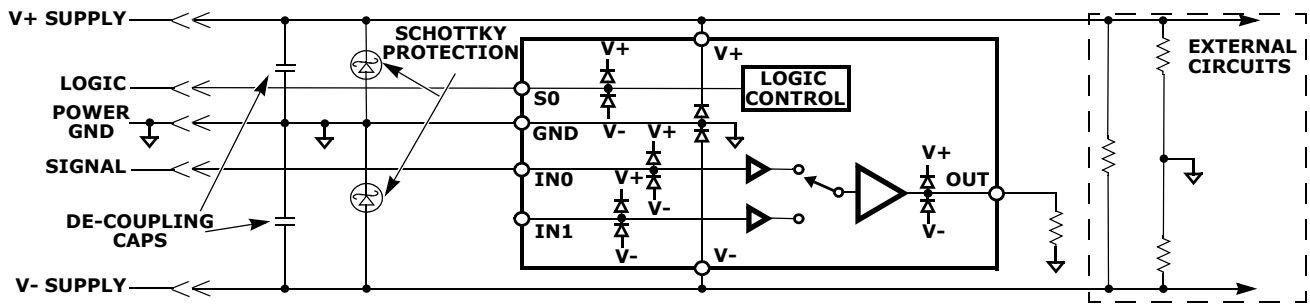 V+ SUPPLY
LOGIC
POWER
GND
SIGNAL
DE-COUPLING
CAPS
V- SUPPLY
SCHOTTKY
PROTECTION
V+
S0
V-
V+
LOGIC
CONTROL
GND
V+
IN0
V-
V+
IN1
V-
V+
OUT
V-
V-
EXTERNAL
CIRCUITS